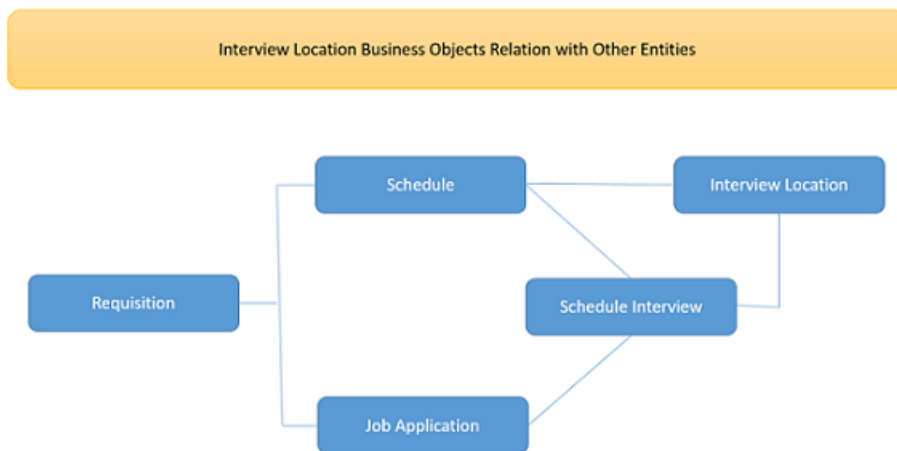 Interview Location Business Objects Relation with Other Entities
Schedule
Interview Location
Requisition
Schedule Interview
Job Application